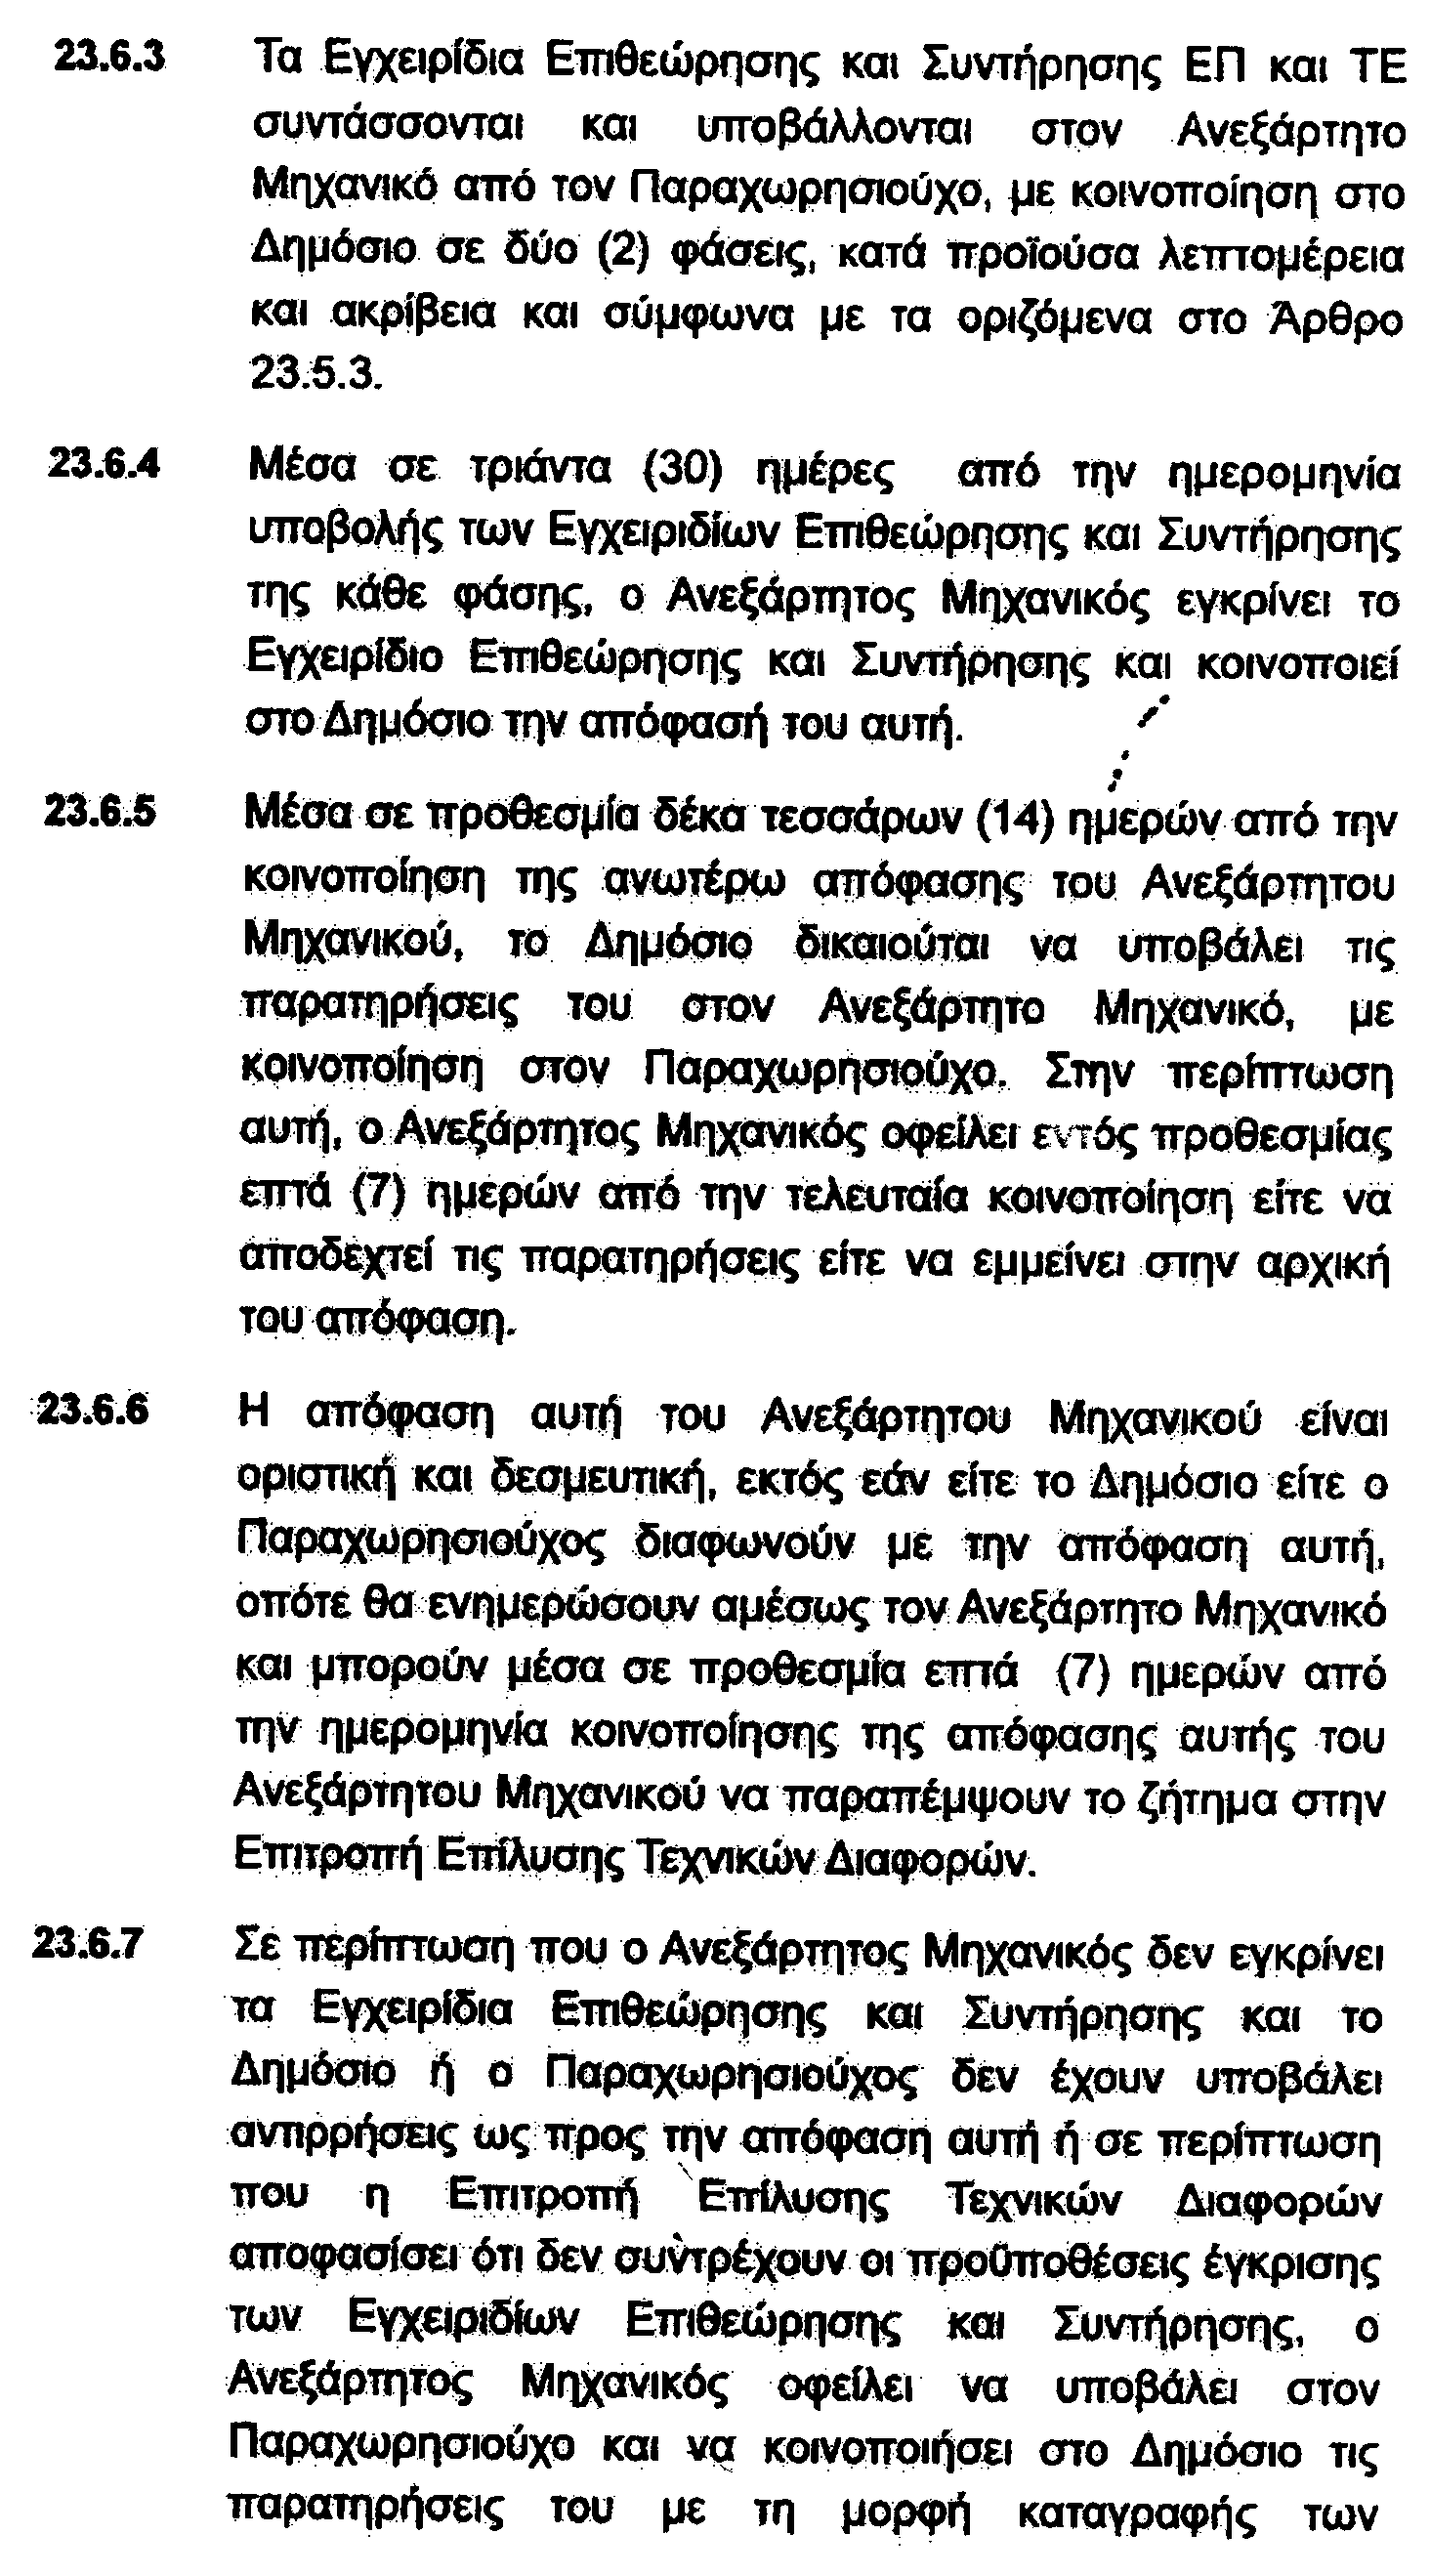 23.6.3 Τα Εγχειρίδια Επιθεώρησης και Συντήρησης ΕΠ και ΤΕ
συντάσσονται και υποβάλλονται στον Ανεξάρτητο
Μηχανικό από τον Παραχωρησιούχο, με κοινοποίηση στο
Δημόσιο σε δύο (2) φάσεις, κατά προϊούσα λεπτομέρεια
και ακρίβεια και σύμφωνα με τα οριζόμενα στο Άρθρο
23.5.3.
23.6.4 Μέσα σε τριάντα (30) ημέρες από την ημερομηνία
υποβολής των Εγχειριδίων Επιθεώρησης και Συντήρησης
της κάθε φάσης, ο Ανεξάρτητος Μηχανικός εγκρίνει το
Εγχειρίδιο Επιθεώρησης και Συντήρησης και κοινοποιεί
στο Δημόσιο την απόφασή του αυτή.
23.6.5 Μέσα σε προθεσμία δέκα τεσσάρων (14) ημερών από την
κοινοποίηση της ανωτέρω απόφασης του Ανεξάρτητου
Μηχανικού, το Δημόσιο δικαιούται να υποβάλει τις
παρατηρήσεις του στον Ανεξάρτητο Μηχανικό, με
κοινοποίηση στον Παραχωρησιούχο. Στην περίπτωση
αυτή, ο Ανεξάρτητος Μηχανικός οφείλει εντός προθεσμίας
επτά (7) ημερών από την τελευταία κοινοποίηση είτε να
αποδεχτεί τις παρατηρήσεις είτε να εμμείνει στην αρχική
του απόφαση.
23.6.6 Η απόφαση αυτή του Ανεξάρτητου Μηχανικού είναι
οριστική και δεσμευτική, εκτός εάν είτε το Δημόσιο είτε ο
Παραχωρησιούχος διαφωνούν με την απόφαση αυτή,
οπότε θα ενημερώσουν αμέσως τον Ανεξάρτητο Μηχανικό
και μπορούν μέσα σε προθεσμία επτά (7) ημερών από
την ημερομηνία κοινοποίησης της απόφασης αυτής του
Ανεξάρτητου Μηχανικού να παραπέμψουν το ζήτημα στην
Επιτροπή Επίλυσης Τεχνικών Διαφορών.
23.6.7 Σε περίπτωση που ο Ανεξάρτητος Μηχανικός δεν εγκρίνει
τα Εγχειρίδια Επιθεώρησης και Συντήρησης και το
Δημόσιο ή ο Παραχωρησιούχος δεν έχουν υποβάλει
αντιρρήσεις ως προς την απόφαση αυτή ή σε περίπτωση
που η Επιτροπή Επίλυσης Τεχνικών Διαφορών
αποφασίσει ότι δεν συντρέχουν οι προϋποθέσεις έγκρισης
των Εγχειριδίων Επιθεώρησης και Συντήρησης, ο
Ανεξάρτητος Μηχανικός οφείλει να υποβάλει στον
Παραχωρησιούχο και να κοινοποιήσει στο Δημόσιο τις
παρατηρήσεις του με τη μορφή καταγραφής των